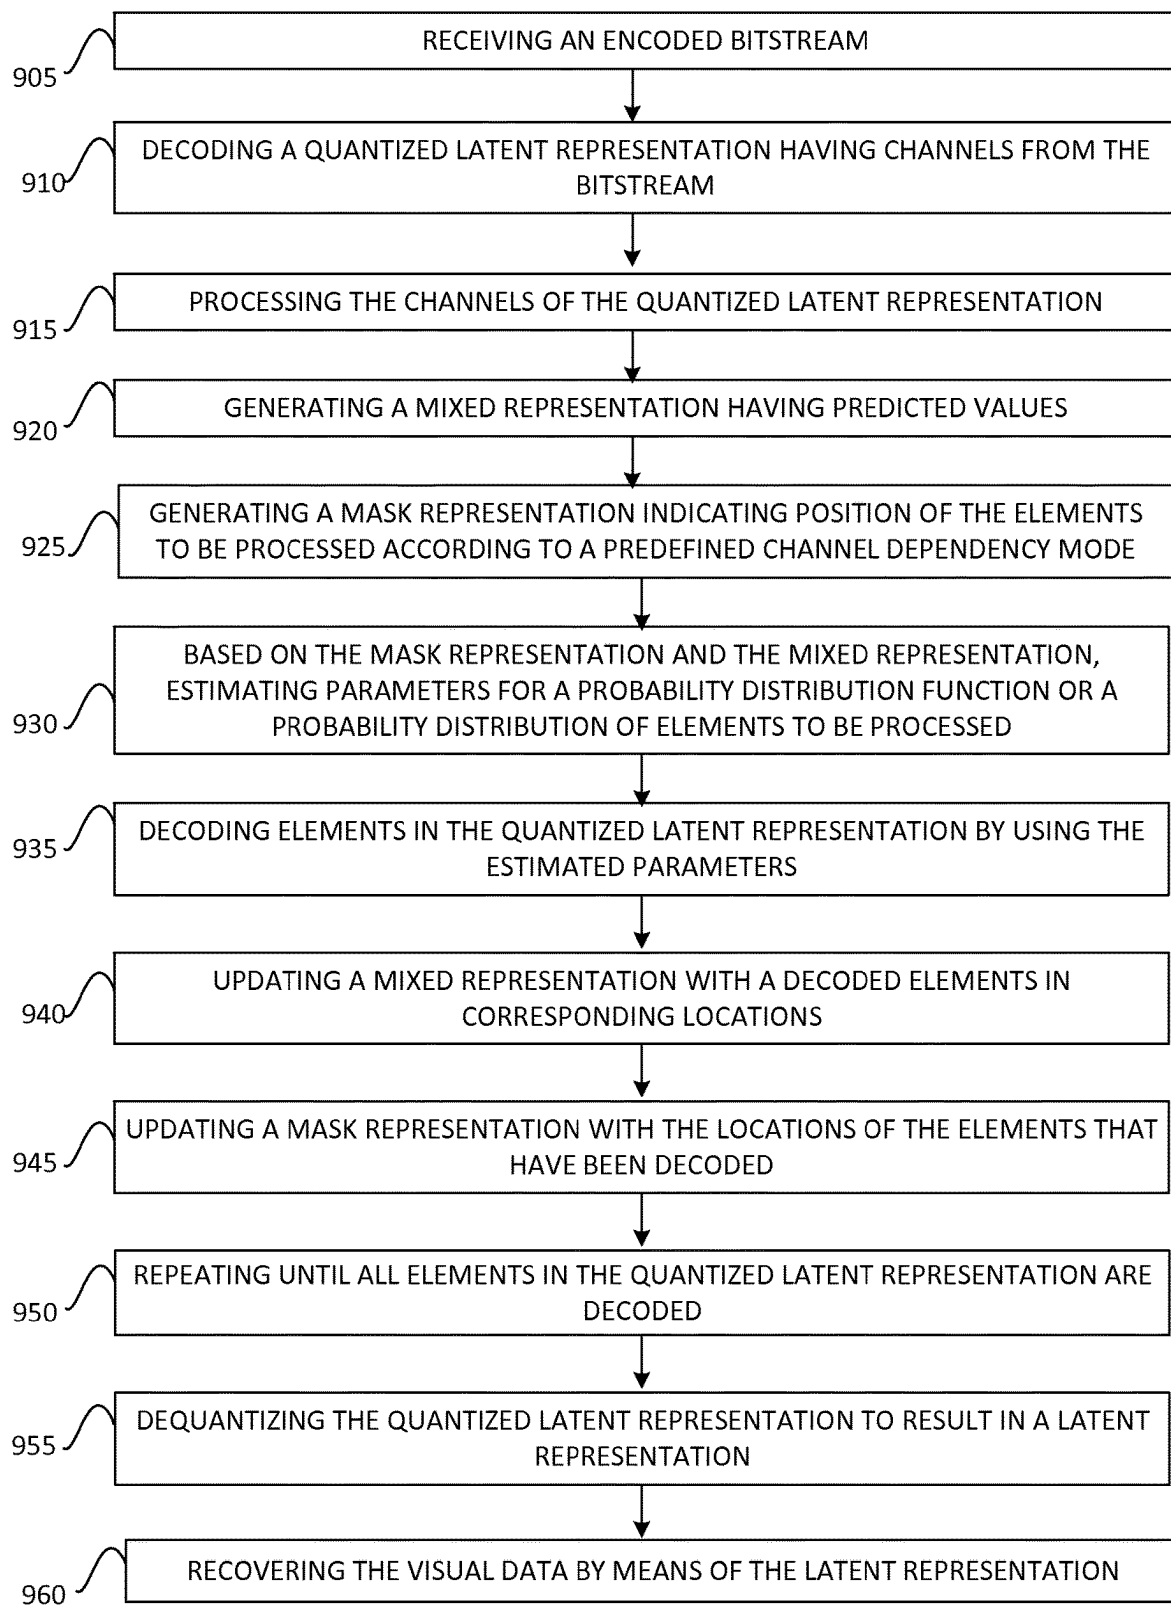 905
RECEIVING AN ENCODED BITSTREAM
910
DECODING A QUANTIZED LATENT REPRESENTATION HAVING CHANNELS FROM THE
BITSTREAM
915
PROCESSING THE CHANNELS OF THE QUANTIZED LATENT REPRESENTATION
920
GENERATING A MIXED REPRESENTATION HAVING PREDICTED VALUES
925
GENERATING A MASK REPRESENTATION INDICATING POSITION OF THE ELEMENTS
TO BE PROCESSED ACCORDING TO A PREDEFINED CHANNEL DEPENDENCY MODE
930
BASED ON THE MASK REPRESENTATION AND THE MIXED REPRESENTATION,
ESTIMATING PARAMETERS FOR A PROBABILITY DISTRIBUTION FUNCTION OR A
PROBABILITY DISTRIBUTION OF ELEMENTS TO BE PROCESSED
935
DECODING ELEMENTS IN THE QUANTIZED LATENT REPRESENTATION BY USING THE
ESTIMATED PARAMETERS
940
UPDATING A MIXED REPRESENTATION WITH A DECODED ELEMENTS IN
CORRESPONDING LOCATIONS
945
UPDATING A MASK REPRESENTATION WITH THE LOCATIONS OF THE ELEMENTS THAT
HAVE BEEN DECODED
950
REPEATING UNTIL ALL ELEMENTS IN THE QUANTIZED LATENT REPRESENTATION ARE
DECODED
955
DEQUANTIZING THE QUANTIZED LATENT REPRESENTATION TO RESULT IN A LATENT
REPRESENTATION
960
RECOVERING THE VISUAL DATA BY MEANS OF THE LATENT REPRESENTATION